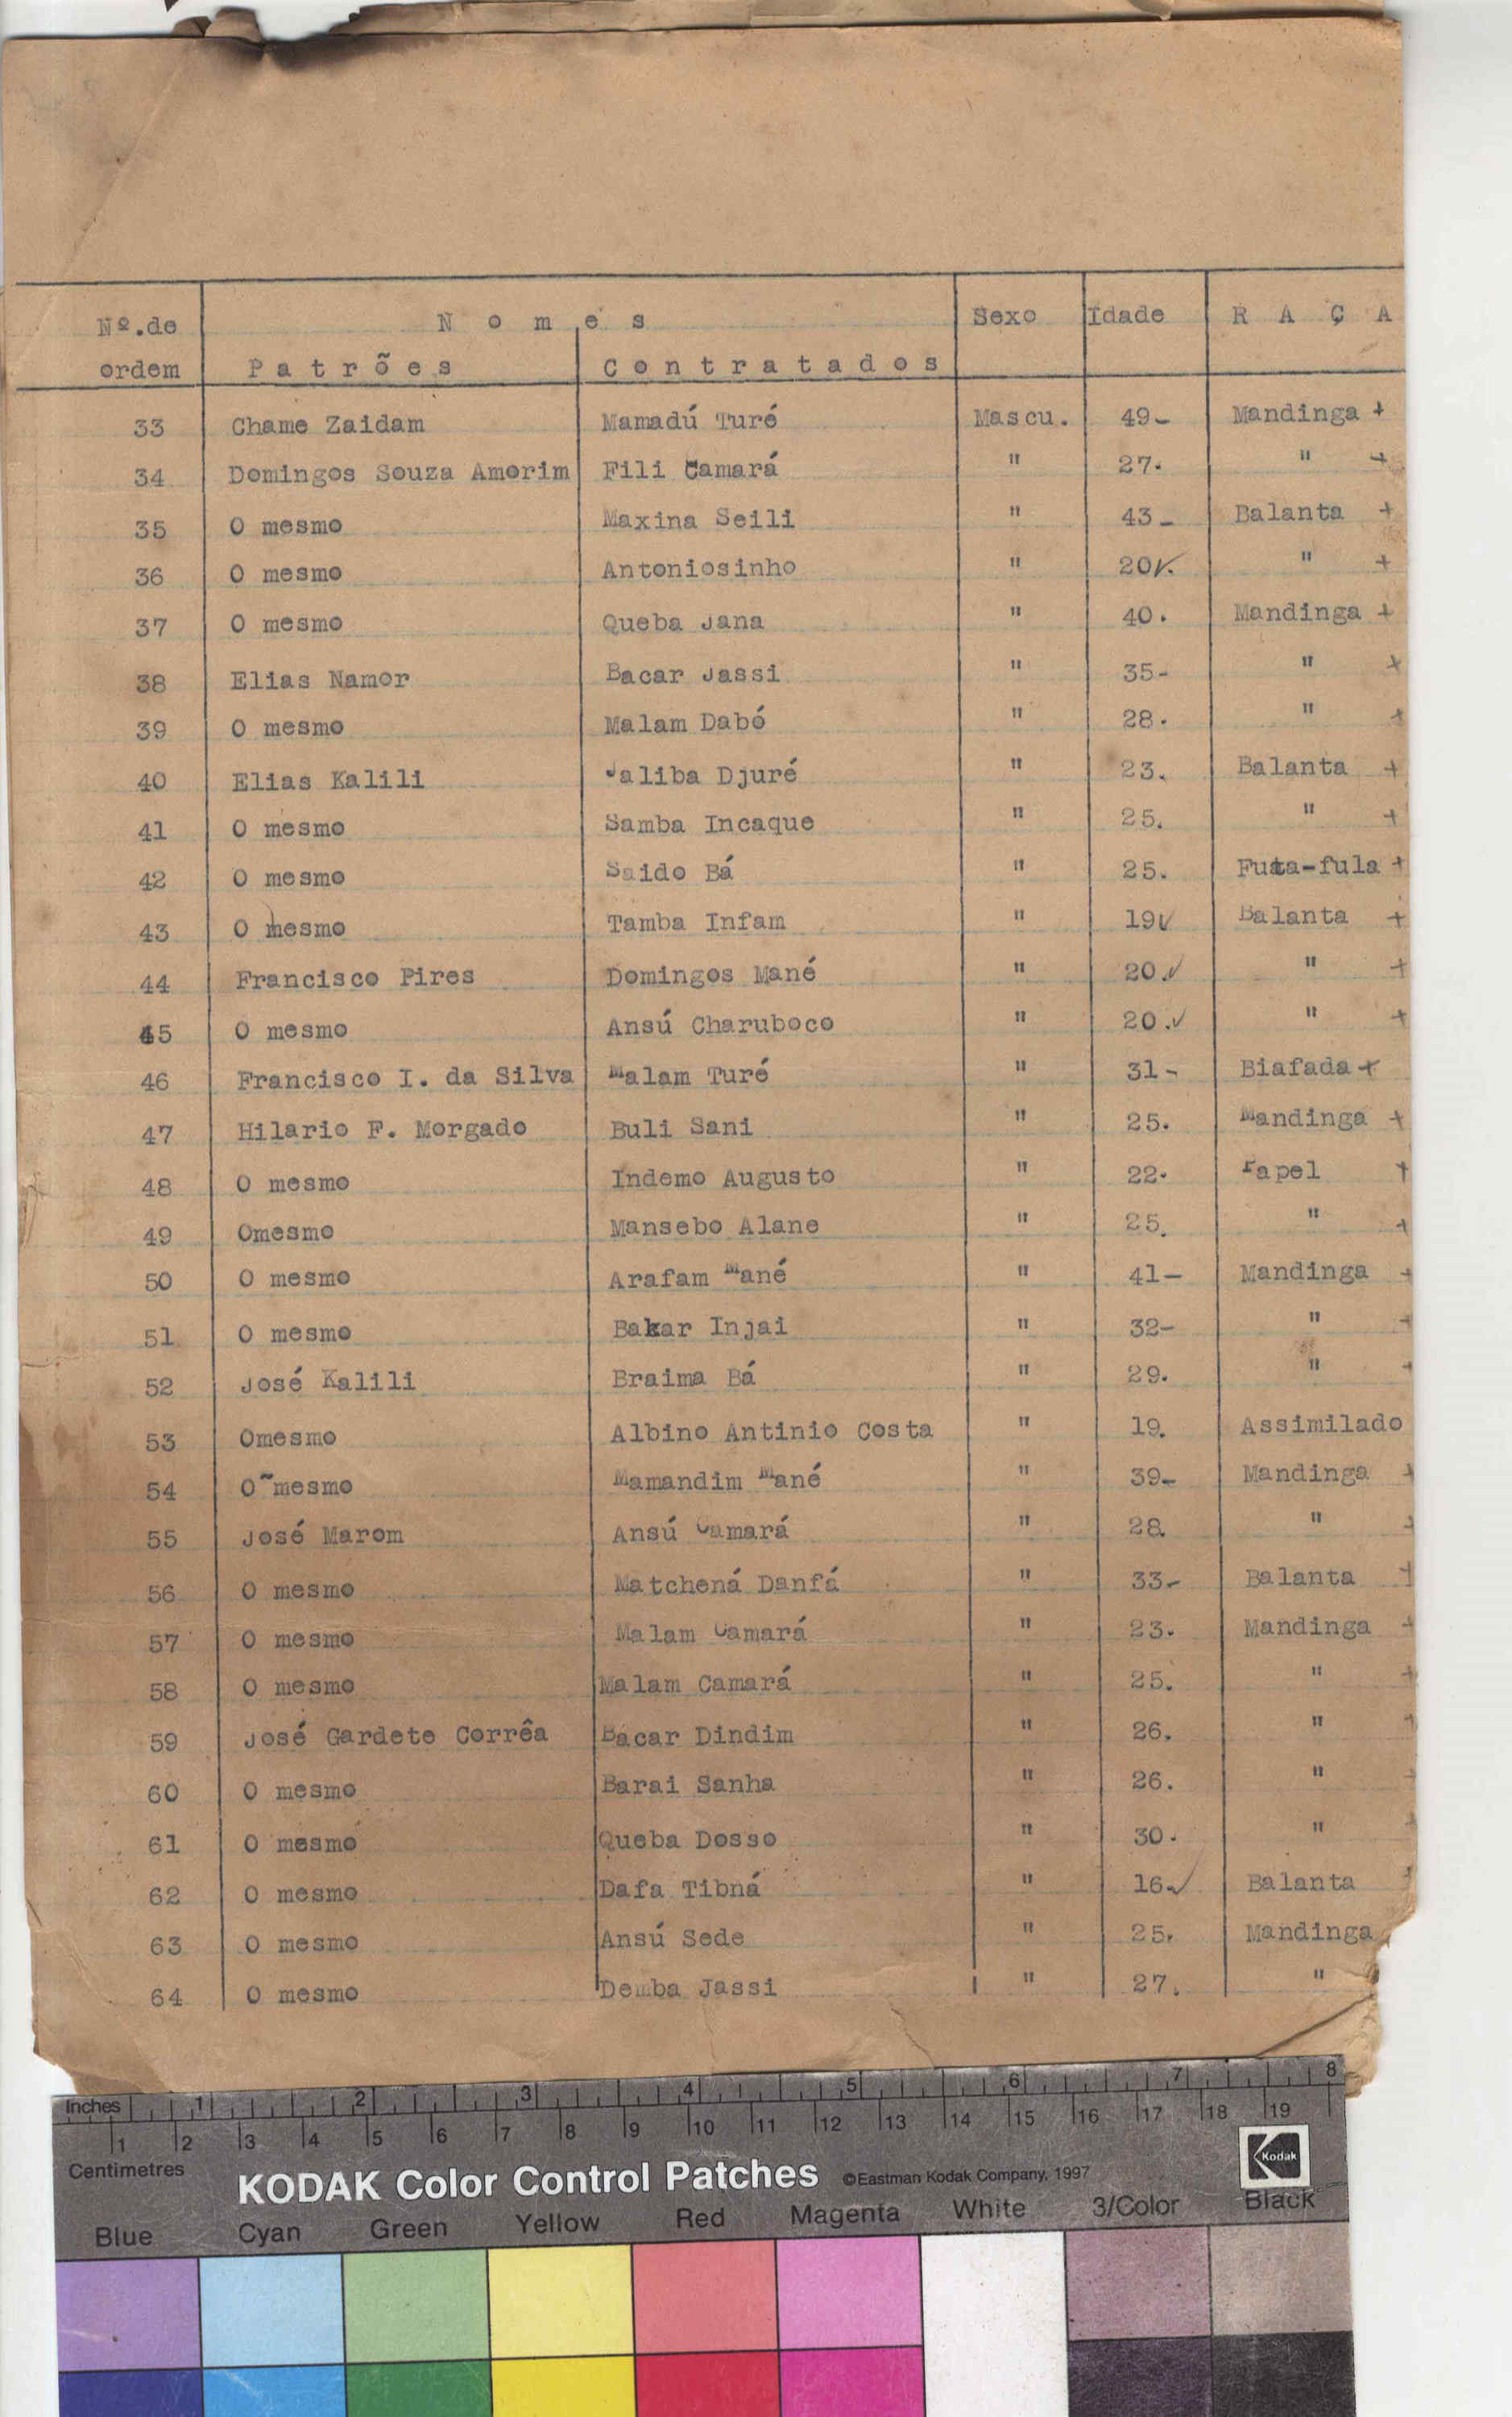 Nº.de N o m e s Sexo Idade R A Ç A
ordem P a t r õ e s C o n t r a t a d o s
33 Chame Zaidam Mamadú Turé Mascu. 49- Mandinga +
34 Domingos Souza Amorim Fili Camará " 27. " +
35 O mesmo Maxina Seili " 43- Balanta +
36 O mesmo Antoniosinho " 20✓. " +
37 O mesmo Queba Jana " 40. Mandinga +
38 Elias Namor Bacar Jassi " 35- " +
39 O mesmo Malam Dabó " 28. " +
40 Elias Kalili Jaliba Djuré " 23. Balanta +
41 O mesmo Samba Incaque " 25. " +
42 O mesmo Saido Bá " 25. Futa-fula +
43 O mesmo Tamba Infam " 19✓ Balanta +
44 Francisco Pires Domingos Mané " 20.✓ " +
45 O mesmo Ansú Charuboco " 20.✓ " +
46 Francisco I. da Silva Malam Turé " 31- Biafada +
47 Hilario F. Morgado Buli Sani " 25. Mandinga +
48 O mesmo Indemo Augusto " 22. Papel +
49 Omesmo Mansebo Alane " 25. " +
50 O mesmo Arafam Mané " 41- Mandinga +
51 O mesmo Bakar Injai " 32- " +
52 José Kalili Braima Bá " 29. " +
53 Omesmo Albino Antinio Costa " 19. Assimilado
54 O~mesmo Mamandim Mané " 39- Mandinga +
55 José Marom Ansú Camará " 28. " +
56 O mesmo Matchená Danfá " 33- Balanta +
57 O mesmo Malam Camará " 23. Mandinga +
58 O mesmo Malam Camará " 25. " +
59 José Gardete Corrêa Bacar Dindim " 26. " +
60 O mesmo Barai Sanha " 26. " +
61 O mesmo Queba Dosso " 30. " +
62 O mesmo Dafa Tibná " 16.✓ Balanta +
63 O mesmo Ansú Sede " 25. Mandinga
64 O mesmo Demba Jassi " 27. "
Inches 1 2 3 4 5 6 7 8
1 2 3 4 5 6 7 8 9 10 11 12 13 14 15 16 17 18 19
Centimetres
KODAK Color Control Patches ©Eastman Kodak Company, 1997 Kodak
Blue Cyan Green Yellow Red Magenta White 3/Color Black